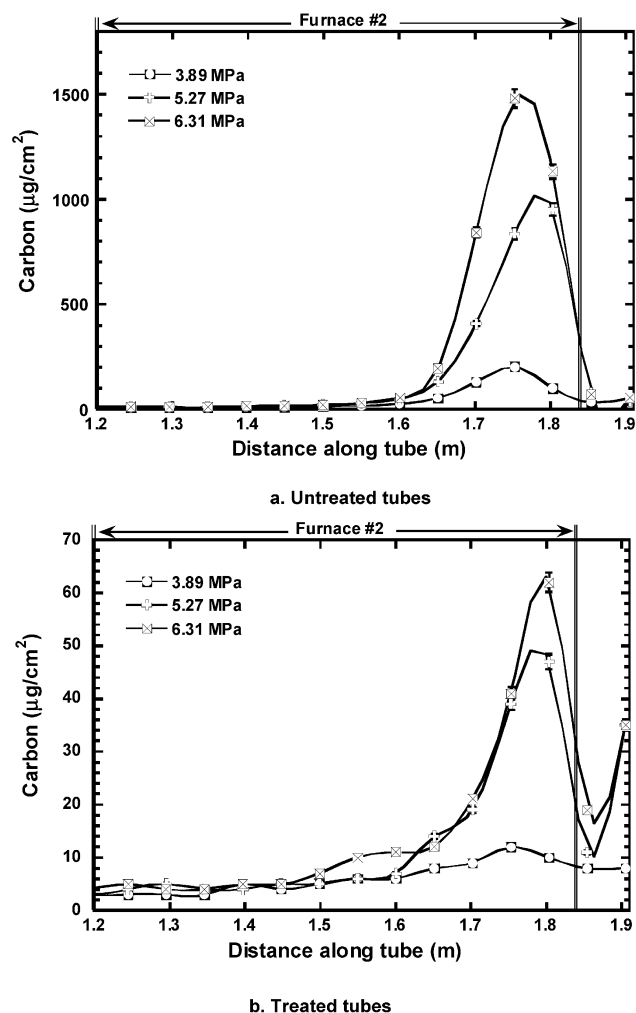 Furnace #2
3.89 MPa
5.27 MPa
6.31 MPa
1500
1000
500
0
Carbon (μg/cm²)
1.2 1.3 1.4 1.5 1.6 1.7 1.8 1.9
Distance along tube (m)
a. Untreated tubes
Furnace #2
70
3.89 MPa
5.27 MPa
6.31 MPa
60
50
40
30
20
10
0
Carbon (μg/cm²)
1.2 1.3 1.4 1.5 1.6 1.7 1.8 1.9
Distance along tube (m)
b. Treated tubes